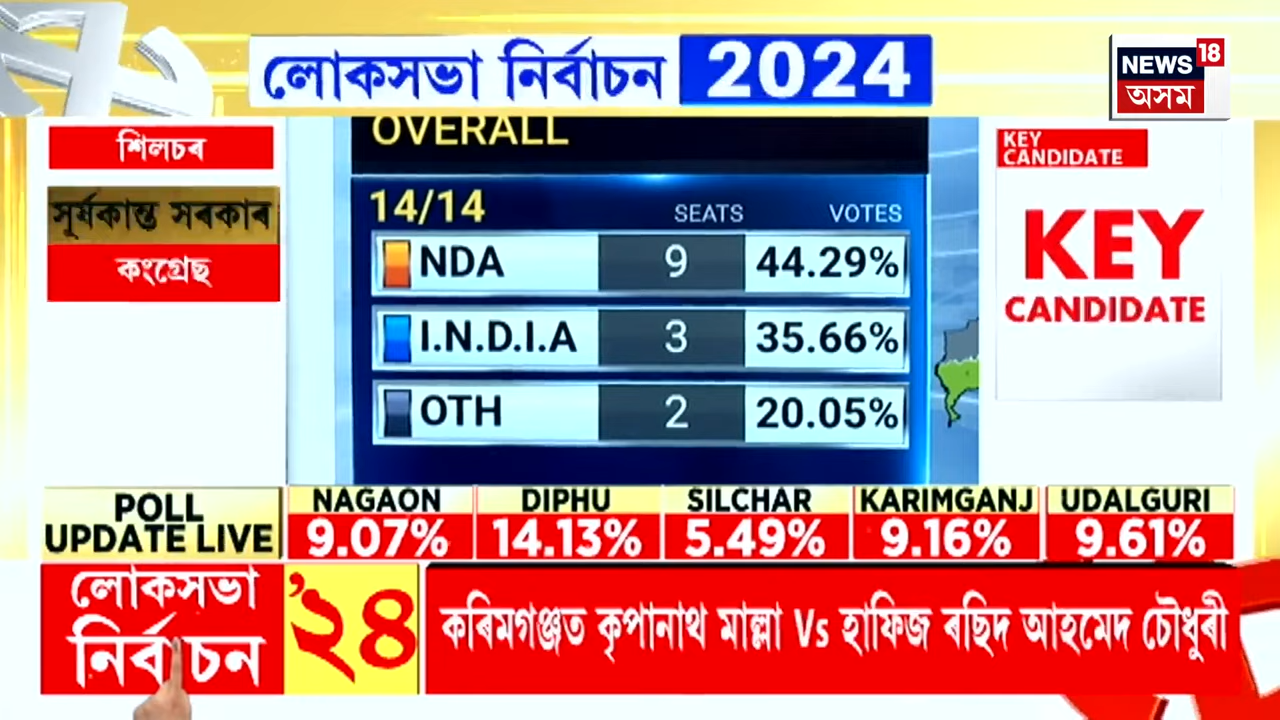 লোকসভা নিৰ্বাচন 2024
NEWS 18
অসম
শিলচৰ
সূৰ্যকান্ত সৰকাৰ
কংগ্ৰেছ
OVERALL
14/14 SEATS VOTES
NDA 9 44.29%
I.N.D.I.A 3 35.66%
OTH 2 20.05%
KEY
CANDIDATE
KEY
CANDIDATE
POLL
UPDATE LIVE
NAGAON DIPHU SILCHAR KARIMGANJ UDALGURI
9.07% 14.13% 5.49% 9.16% 9.61%
লোকসভা
নিৰ্বাচন
'২৪
কৰিমগঞ্জত কৃপানাথ মাল্লা Vs হাফিজ ৰছিদ আহমেদ চৌধুৰী